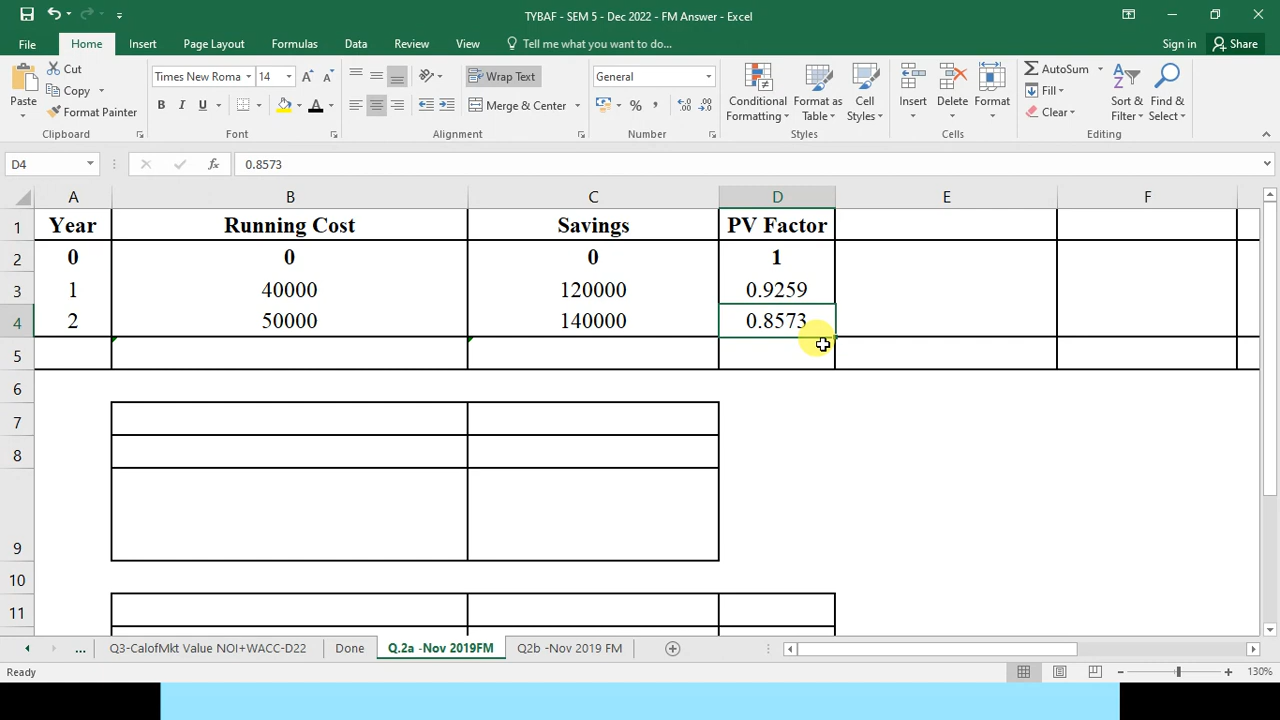 TYBAF - SEM 5 - Dec 2022 - FM Answer - Excel
File Home Insert Page Layout Formulas Data Review View Tell me what you want to do... Sign in Share
Paste
Cut
Copy
Format Painter
Clipboard
Times New Roma 14
B I U
Font
Wrap Text
Merge & Center
Alignment
General
%
Number
Conditional Formatting
Format as Table
Cell Styles
Styles
Insert
Delete
Format
Cells
AutoSum
Fill
Clear
Sort & Filter
Find & Select
Editing
D4 fx 0.8573
A B C D E F
1 Year Running Cost Savings PV Factor
2 0 0 0 1
3 1 40000 120000 0.9259
4 2 50000 140000 0.8573
5
6
7
8
9
10
11
... Q3-CalofMkt Value NOI+WACC-D22 Done Q.2a -Nov 2019FM Q2b -Nov 2019 FM
Ready 130%